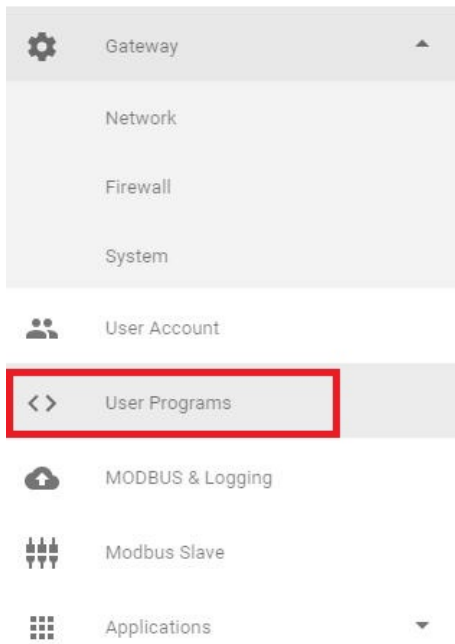 Gateway
Network
Firewall
System
User Account
User Programs
MODBUS & Logging
Modbus Slave
Applications